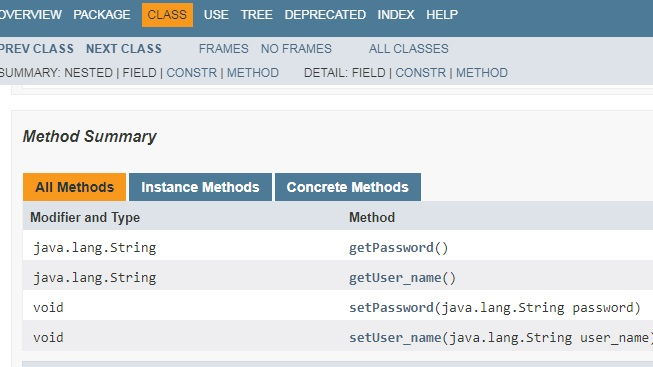 OVERVIEW PACKAGE CLASS USE TREE DEPRECATED INDEX HELP
PREV CLASS NEXT CLASS FRAMES NO FRAMES ALL CLASSES
SUMMARY: NESTED | FIELD | CONSTR | METHOD DETAIL: FIELD | CONSTR | METHOD
Method Summary
All Methods Instance Methods Concrete Methods
Modifier and Type Method
java.lang.String getPassword()
java.lang.String getUser_name()
void setPassword(java.lang.String password)
void setUser_name(java.lang.String user_name)